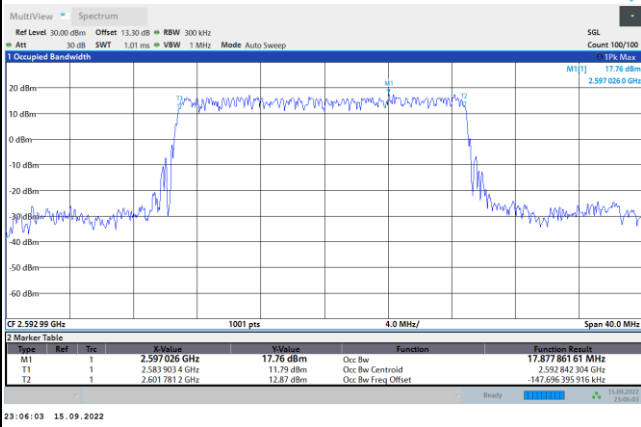 MultiView Spectrum
Ref Level 30.00 dBm Offset 13.30 dB RBW 300 kHz SGL
Att 30 dB SWT 1.01 ms VBW 1 MHz Mode Auto Sweep Count 100/100
1 Occupied Bandwidth 1Pk Max
M1[1] 17.76 dBm
2.597 026 0 GHz
M1
20 dBm
T1 T2
10 dBm
0 dBm
-10 dBm
-20 dBm
-30 dBm
-40 dBm
-50 dBm
-60 dBm
CF 2.592 99 GHz 1001 pts 4.0 MHz/ Span 40.0 MHz
2 Marker Table
Type Ref Trc X-Value Y-Value Function Function Result
M1 1 2.597 026 GHz 17.76 dBm Occ Bw 17.877 861 61 MHz
T1 1 2.583 903 4 GHz 11.79 dBm Occ Bw Centroid 2.592 842 304 GHz
T2 1 2.601 781 2 GHz 12.87 dBm Occ Bw Freq Offset -147.696 395 916 kHz
Ready 15.09.2022
23:06:03
23:06:03 15.09.2022